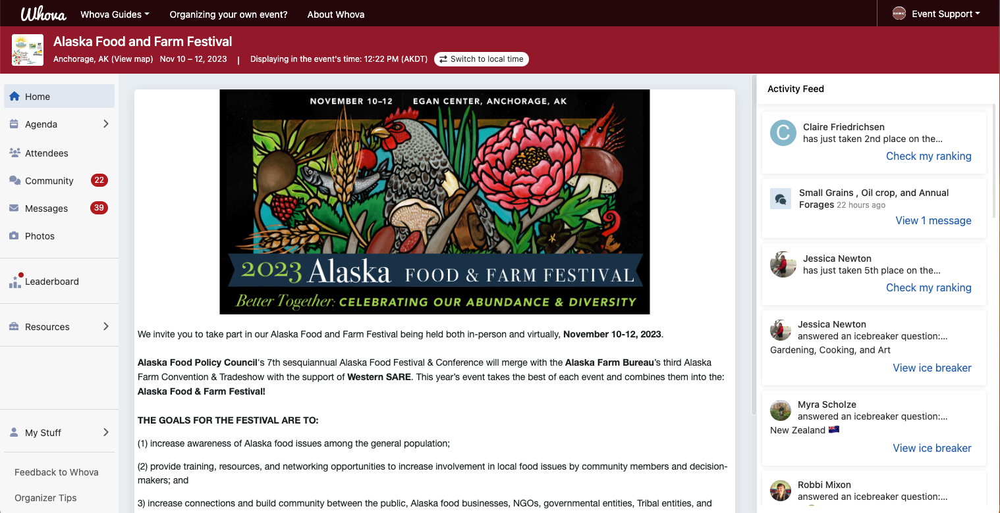 Whova
Whova Guides
Organizing your own event?
About Whova
Event Support
Alaska Food and Farm Festival
Anchorage, AK (View map) Nov 10 – 12, 2023 | Displaying in the event's time: 12:22 PM (AKDT) Switch to local time
Home
Agenda
Attendees
Community 22
Messages 39
Photos
Leaderboard
Resources
My Stuff
Feedback to Whova
Organizer Tips
NOVEMBER 10–12 EGAN CENTER, ANCHORAGE, AK
2023 Alaska FOOD & FARM FESTIVAL
Better Together: CELEBRATING OUR ABUNDANCE & DIVERSITY
We invite you to take part in our Alaska Food and Farm Festival being held both in-person and virtually, November 10-12, 2023.
Alaska Food Policy Council's 7th sesquiannual Alaska Food Festival & Conference will merge with the Alaska Farm Bureau's third Alaska
Farm Convention & Tradeshow with the support of Western SARE. This year's event takes the best of each event and combines them into the:
Alaska Food & Farm Festival!
THE GOALS FOR THE FESTIVAL ARE TO:
(1) increase awareness of Alaska food issues among the general population;
(2) provide training, resources, and networking opportunities to increase involvement in local food issues by community members and decision-
makers; and
3) increase connections and build community between the public, Alaska food businesses, NGOs, governmental entities, Tribal entities, and
Activity Feed
C
Claire Friedrichsen
has just taken 2nd place on the...
Check my ranking
Small Grains , Oil crop, and Annual
Forages 22 hours ago
View 1 message
Jessica Newton
has just taken 5th place on the...
Check my ranking
Jessica Newton
answered an icebreaker question:...
Gardening, Cooking, and Art
View ice breaker
Myra Scholze
answered an icebreaker question:...
New Zealand 🇳🇿
View ice breaker
Robbi Mixon
answered an icebreaker question:...